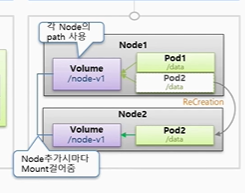 각 Node의
path 사용
Node1
Volume
/node-v1
Pod1
/data
Pod2
/data
ReCreation
Node2
Volume
/node-v1
Pod2
/data
Node추가시마다
Mount걸어줌